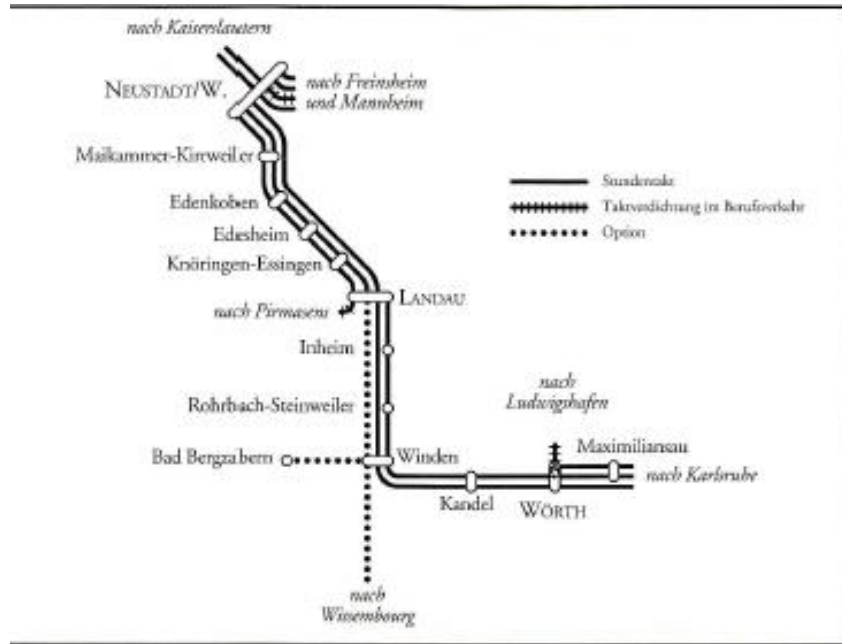 nach Kaiserslautern
NEUSTADT/W.
nach Freinsheim
und Mannheim
Maikammer-Kirrweiler
Stundentakt
Edenkoben
Taktverdichtung im Berufsverkehr
Edesheim
Option
Knöringen-Essingen
LANDAU
nach Pirmasens
Inheim
nach
Ludwigshafen
Rohrbach-Steinweiler
Maximiliansau
Bad Bergzabern
Winden
nach Karlsruhe
Kandel
WÖRTH
nach
Wissembourg